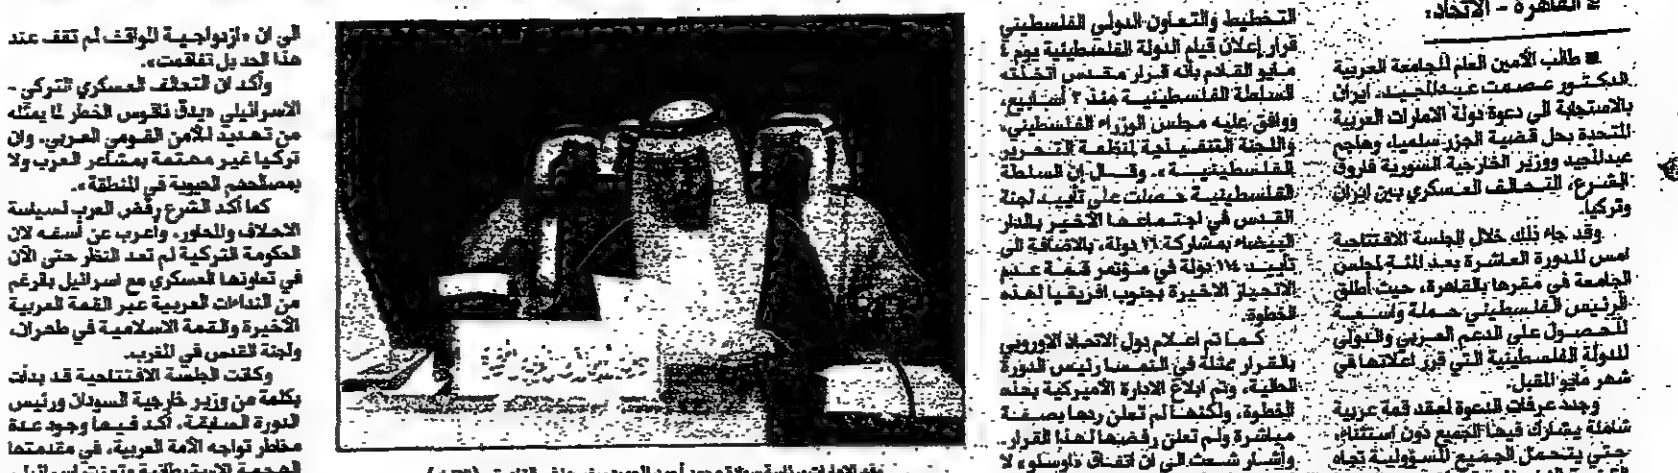 القاهرة - الاتحاد:
طالب الأمين العام للجامعة العربية
الدكتور عصمت عبدالمجيد، ايران
بالاستجابة الى دعوة دولة الامارات العربية
المتحدة بحل قضية الجزر سلميا، وهاجم
عبدالمجيد ووزير الخارجية السورية فاروق
الشرع، التحالف العسكري بين ايران
وتركيا.
وقد جاء ذلك خلال الجلسة الافتتاحية
امس للدورة العاشرة بعد المئة لمجلس
الجامعة في مقرها بالقاهرة، حيث أطلق
الرئيس الفلسطيني حملة واسعة
للحصول على الدعم العربي والدولي
للدولة الفلسطينية التي قرر اعلانها في
شهر مايو المقبل.
وجدد عرفات الدعوة لعقد قمة عربية
شاملة يشارك فيها الجميع دون استثناء،
حتى يتحمل الجميع المسؤولية تجاه
التخطيط والتعاون الدولي الفلسطيني
قرار إعلان قيام الدولة الفلسطينية يوم ٤
مايو القادم بأنه قرار مقدس اتخذته
السلطة الفلسطينية منذ ٣ أسابيع،
ووافق عليه مجلس الوزراء الفلسطيني،
واللجنة التنفيذية لمنظمة التحرير
الفلسطينية». وقال إن السلطة
الفلسطينية حصلت على تأييد لجنة
القدس في اجتماعها الأخير بالدار
البيضاء بمشاركة ١٦ دولة، بالاضافة الى
تأييد ١١٤ دولة في مؤتمر قمة عدم
الانحياز الاخيرة بجنوب افريقيا لهذه
الخطوة.
كما تم اعلام دول الاتحاد الاوروبي
بالقرار ممثلة في النمسا رئيس الدورة
الحالية، وتم ابلاغ الادارة الأميركية بهذه
الخطوة، ولكنها لم تعلن ردها بصفة
مباشرة ولم تعلن رفضها لهذا القرار.
وأشار شعث الى ان اتفاق «أوسلو» لا
الى ان «ازدواجية المواقف لم تقف عند
هذا الحد بل تفاقمت».
وأكد ان التحالف العسكري التركي -
الاسرائيلي «يدق ناقوس الخطر لما يمثله
من تهديد للأمن القومي العربي، وان
تركيا غير مهتمة بمشاعر العرب ولا
بمصالحهم الحيوية في المنطقة».
كما أكد الشرع رفض العرب لسياسة
الاحلاف والمحاور، وأعرب عن أسفه لان
الحكومة التركية لم تعد النظر حتى الآن
في تعاونها العسكري مع اسرائيل بالرغم
من النداءات العربية عبر القمة العربية
الأخيرة والقمة الاسلامية في طهران،
ولجنة القدس في المغرب.
وكانت الجلسة الافتتاحية قد بدأت
بكلمة من وزير خارجية السودان ورئيس
الدورة السابقة، أكد فيها وجود عدة
مخاطر تواجه الأمة العربية، في مقدمتها